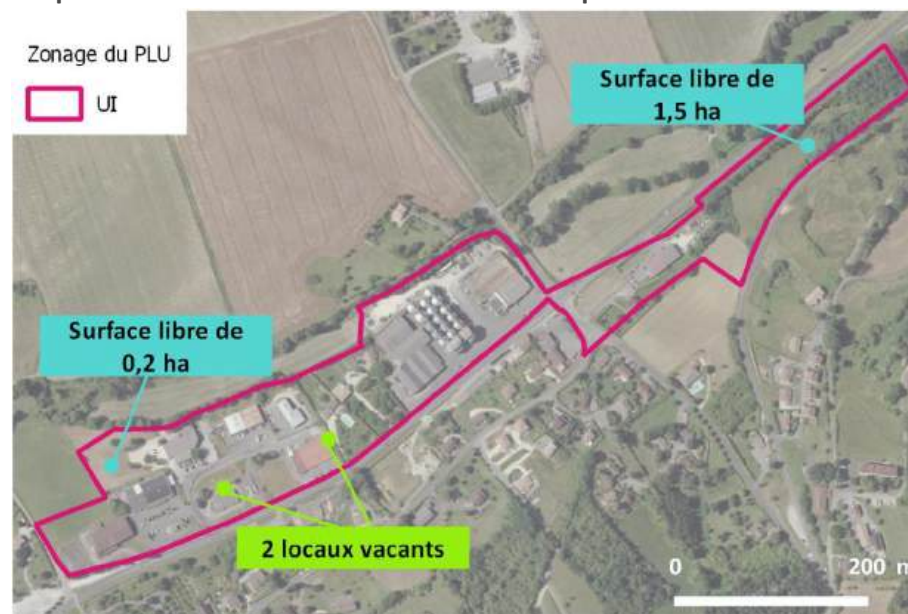 Zonage du PLU
UI
Surface libre de
1,5 ha
Surface libre de
0,2 ha
2 locaux vacants
0
200 m